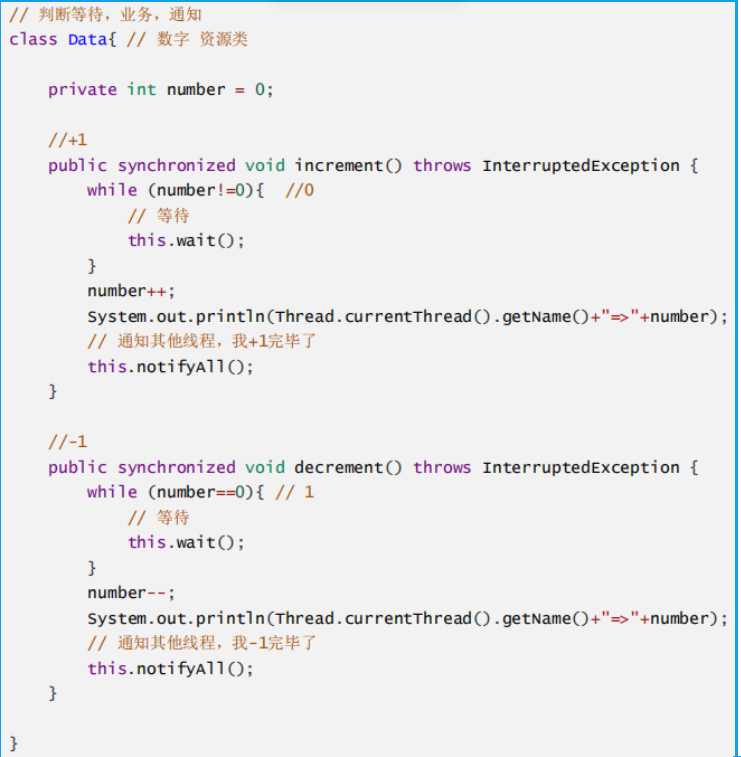 // 判断等待，业务，通知
class Data{ // 数字 资源类
private int number = 0;
//+1
public synchronized void increment() throws InterruptedException {
while (number!=0){  //0
// 等待
this.wait();
}
number++;
System.out.println(Thread.currentThread().getName()+"=>"+number);
// 通知其他线程，我+1完毕了
this.notifyAll();
}
//-1
public synchronized void decrement() throws InterruptedException {
while (number==0){ // 1
// 等待
this.wait();
}
number--;
System.out.println(Thread.currentThread().getName()+"=>"+number);
// 通知其他线程，我-1完毕了
this.notifyAll();
}
}